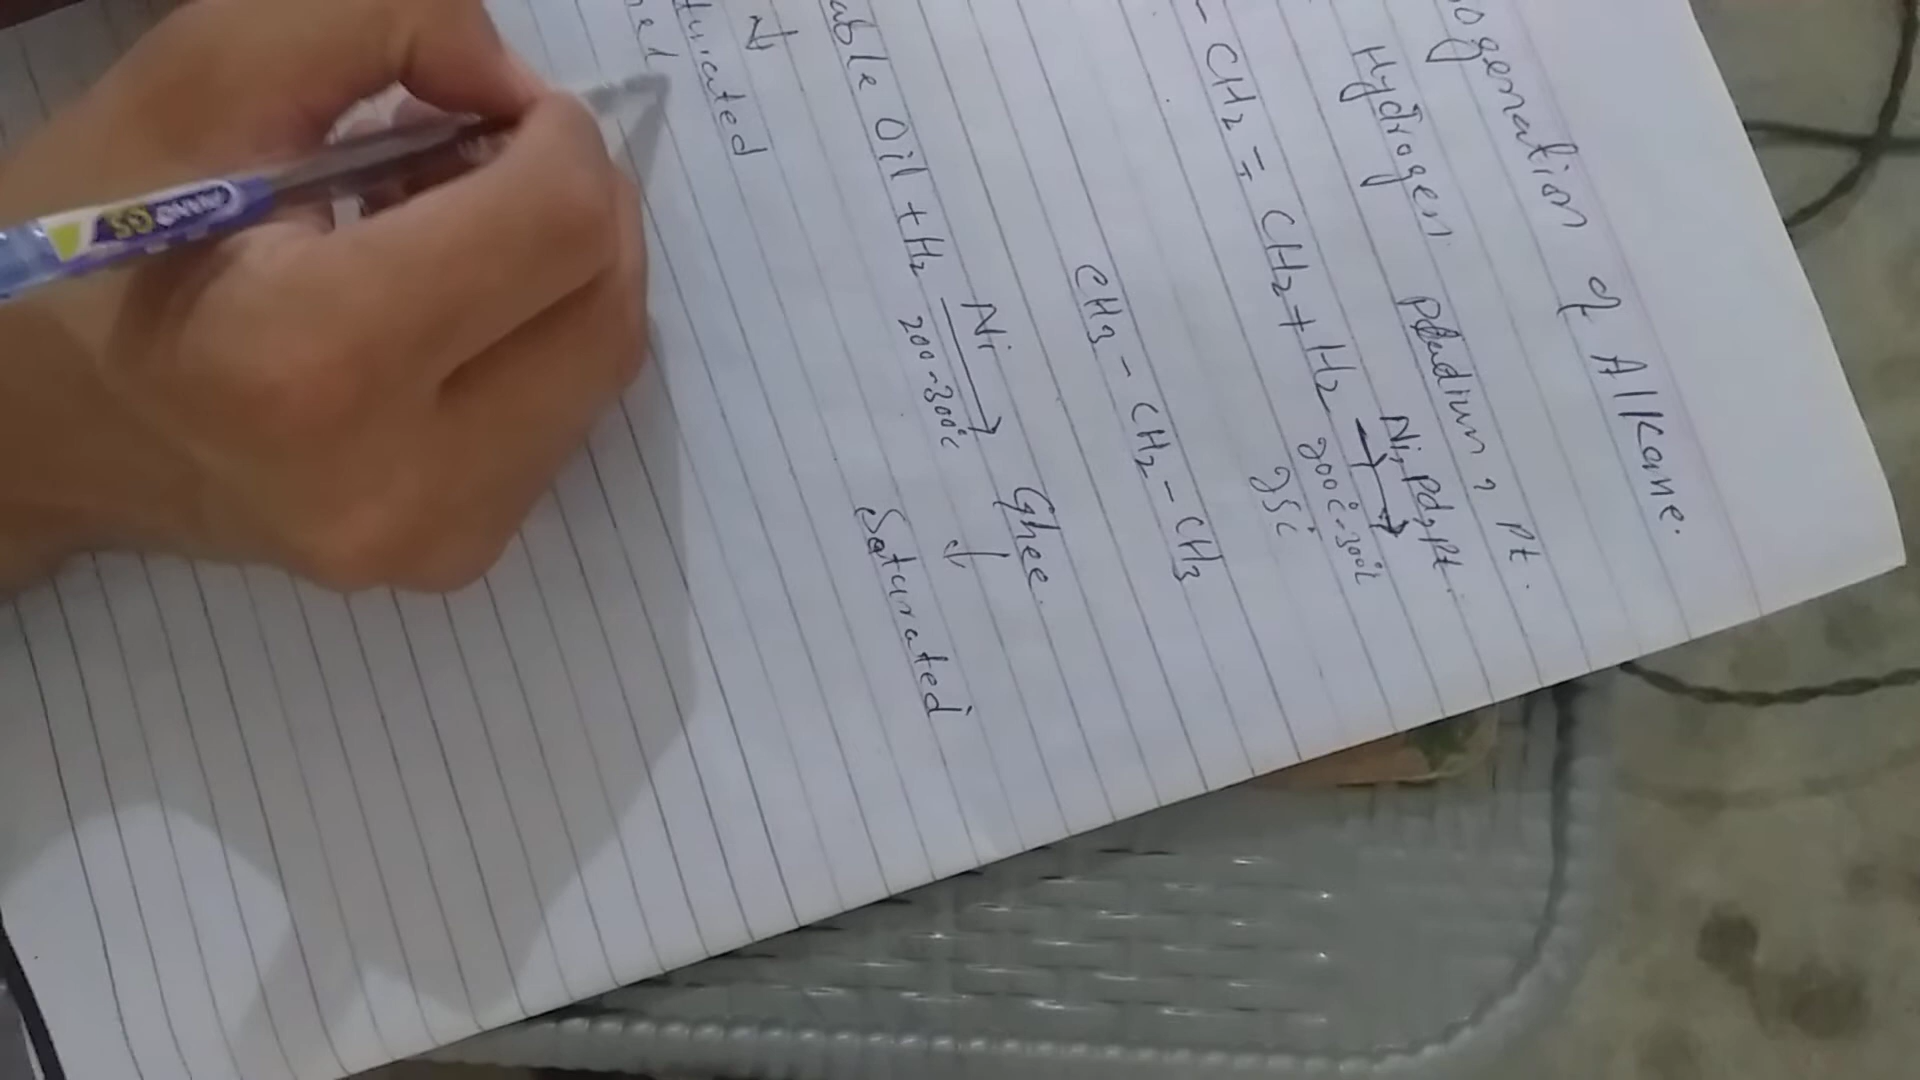 ogenation of Alkane.
Hydrogen Pladium, Pt.
Ni, Pd, Pt.
- CH2 = CH2 + H2 →
200°C-300°C
25°C
CH3 - CH2 - CH3
Ni
able Oil + H2 → Ghee.
200-300°C
↓
Saturated
turated